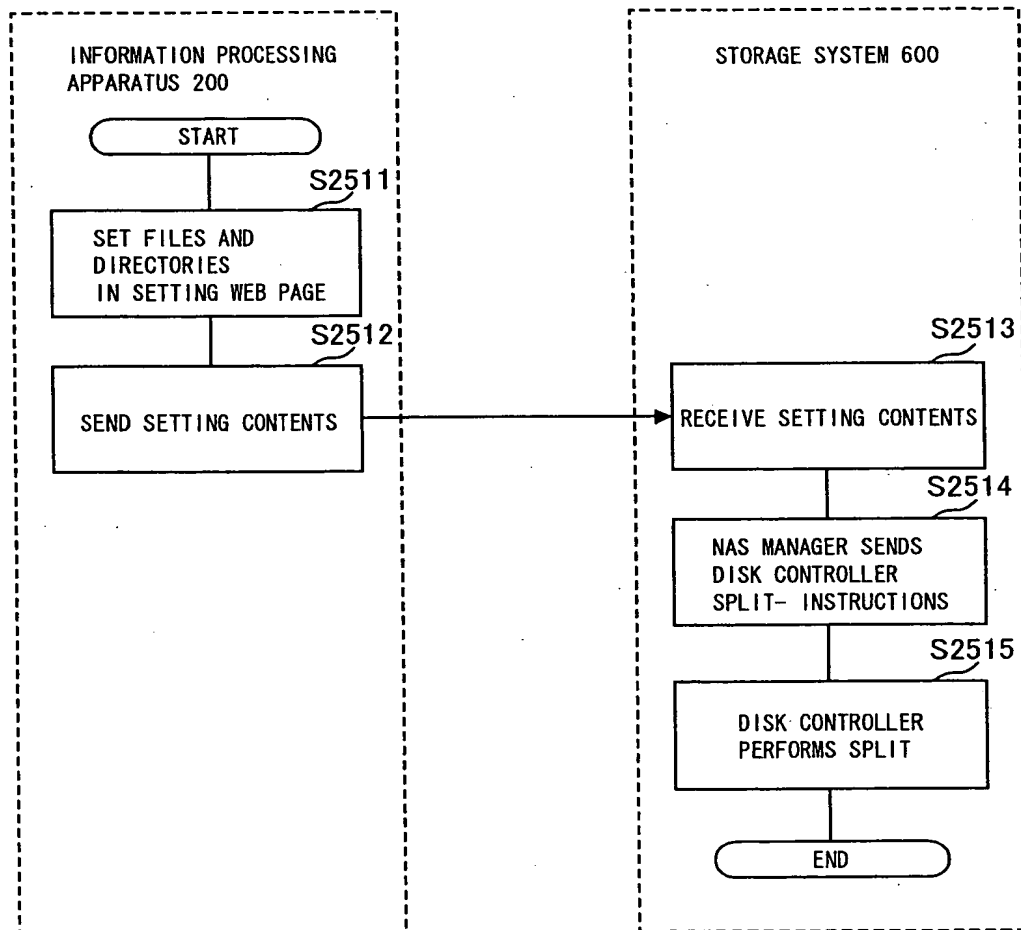 INFORMATION PROCESSING
APPARATUS 200
START
S2511
SET FILES AND
DIRECTORIES
IN SETTING WEB PAGE
S2512
SEND SETTING CONTENTS
STORAGE SYSTEM 600
S2513
RECEIVE SETTING CONTENTS
S2514
NAS MANAGER SENDS
DISK CONTROLLER
SPLIT- INSTRUCTIONS
S2515
DISK CONTROLLER
PERFORMS SPLIT
END